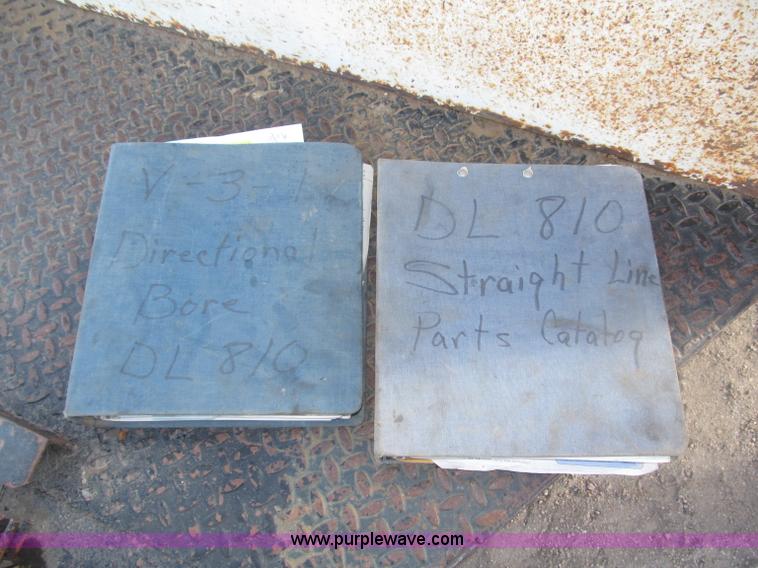 V-3-1
Directional
Bore
DL 810
DL 810
Straight Line
Parts Catalog
www.purplewave.com